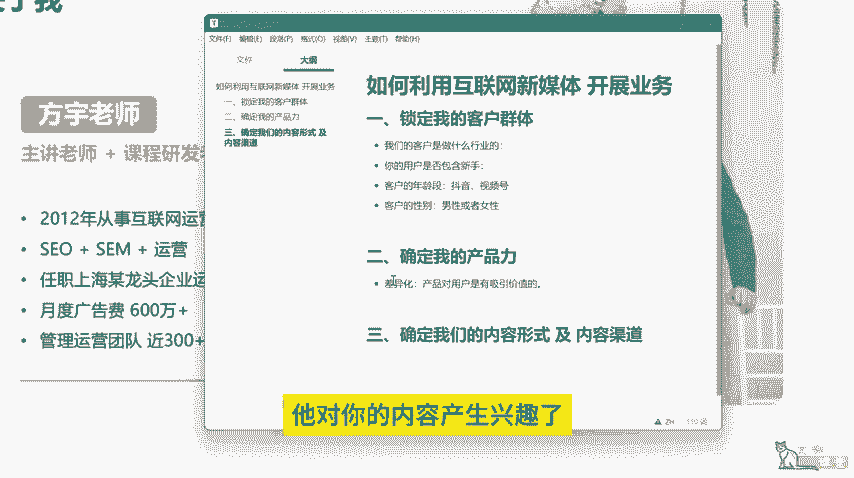 方宇老师
主讲老师 + 课程研发
• 2012年从事互联网运营
• SEO + SEM + 运营
• 任职上海某龙头企业运
• 月度广告费 600万+
• 管理运营团队 近300+
文件(F) 编辑(E) 段落(P) 格式(O) 视图(V) 主题(T) 帮助(H)
文件 大纲
如何利用互联网新媒体 开展业务
一、锁定我的客户群体
二、确定我的产品力
三、确定我们的内容形式 及
内容渠道
如何利用互联网新媒体 开展业务
一、锁定我的客户群体
• 我们的客户是做什么行业的：
• 你的用户是否包含新手：
• 客户的年龄段：抖音、视频号
• 客户的性别：男性或者女性
二、确定我的产品力
• 差异化：产品对用户是有吸引价值的。
三、确定我们的内容形式 及 内容渠道
他对你的内容产生兴趣了